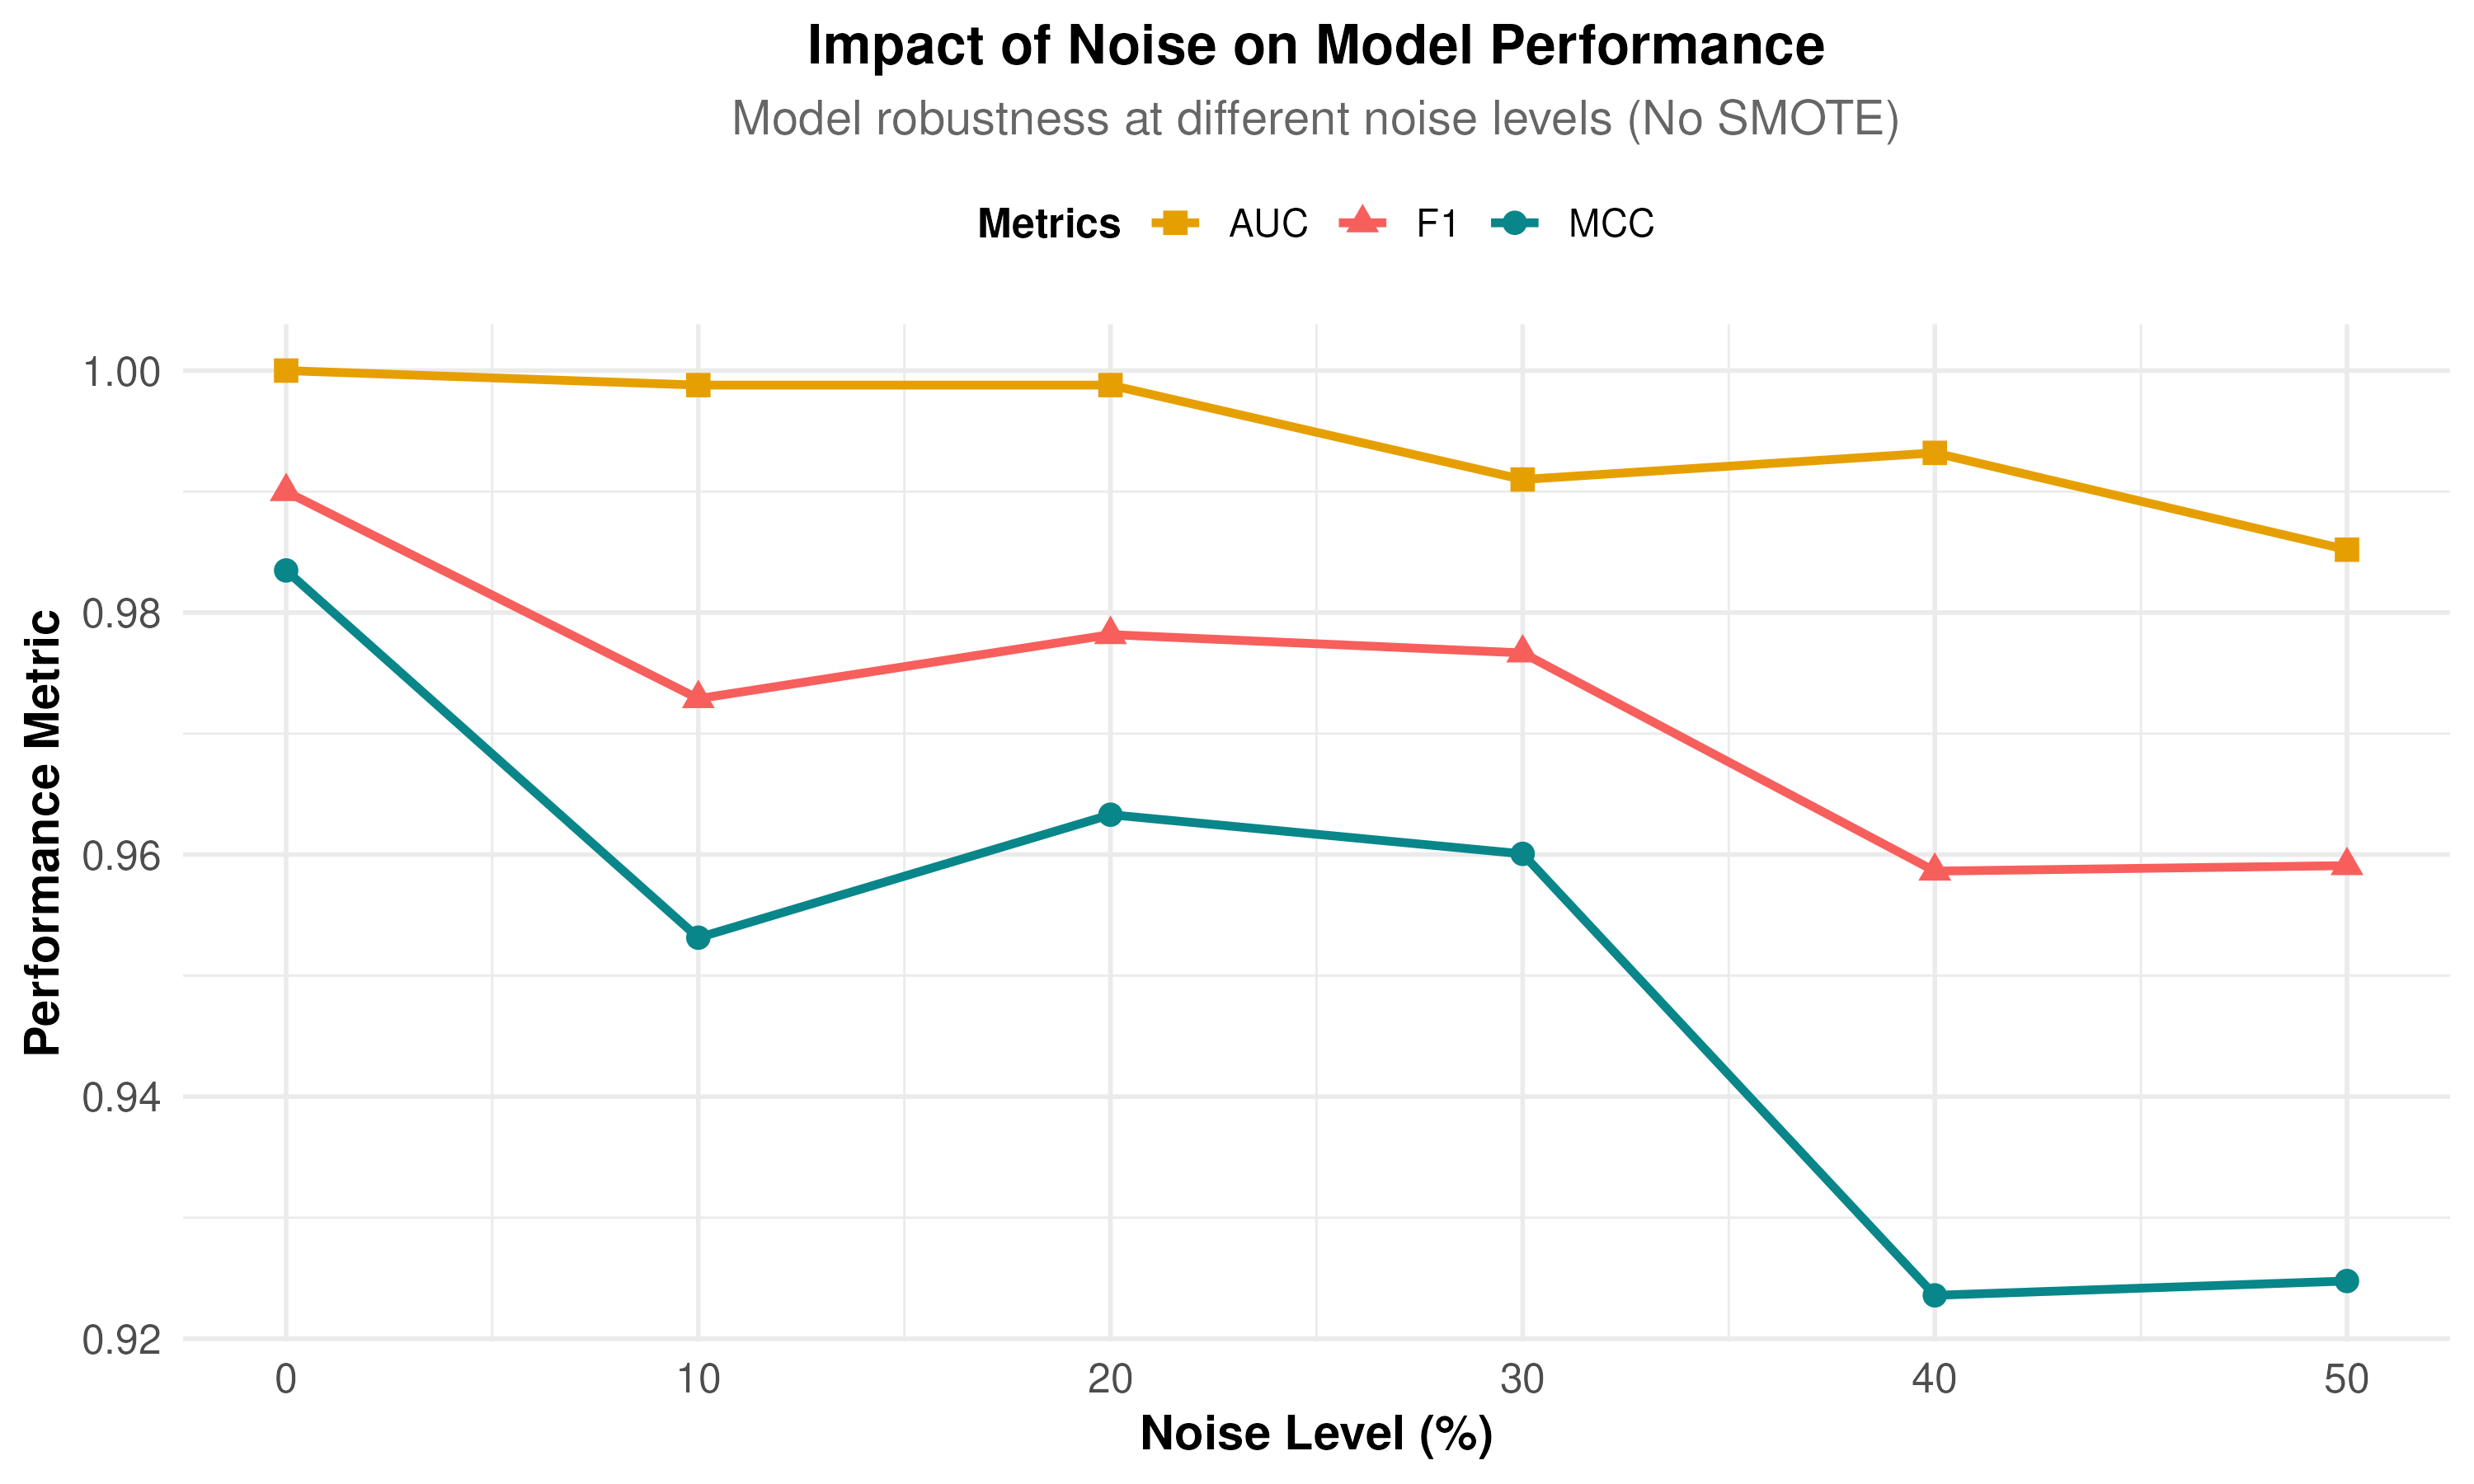 Impact of Noise on Model Performance
Model robustness at different noise levels (No SMOTE)
Metrics AUC F1 MCC
1.00
0.98
0.96
0.94
0.92
Performance Metric
0 10 20 30 40 50
Noise Level (%)